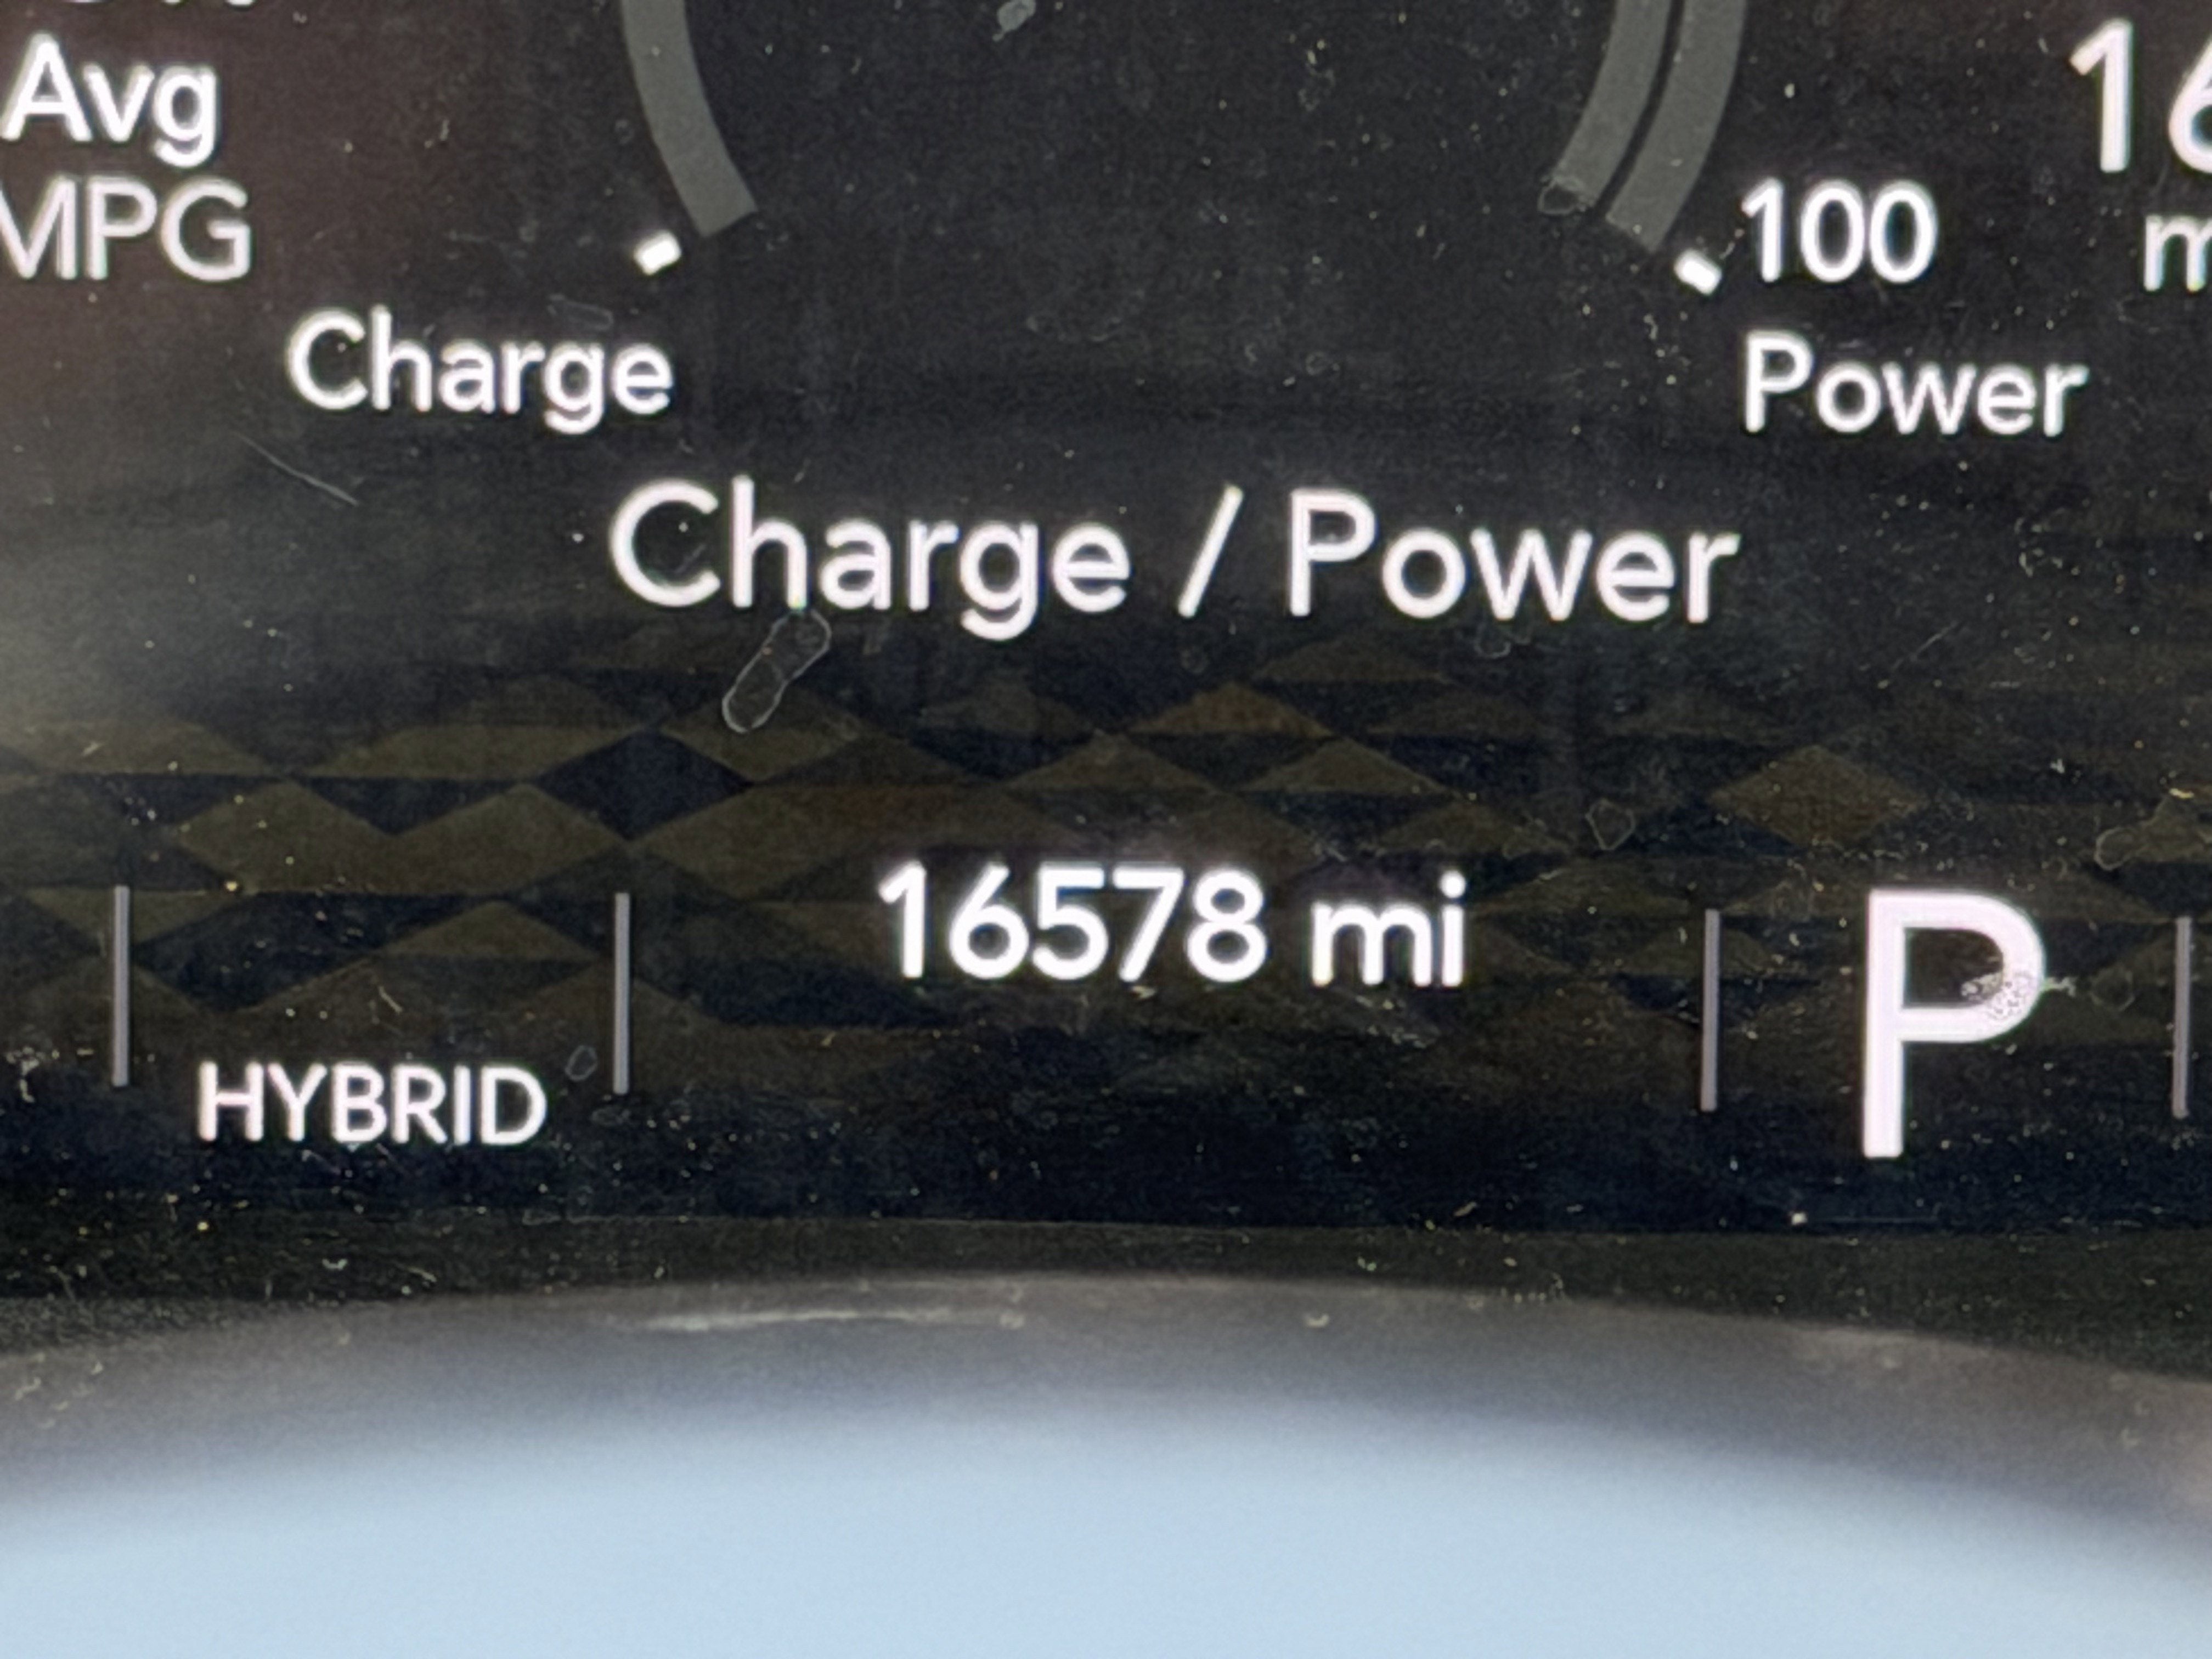 Avg
MPG
100
Charge
Power
Charge / Power
16578 mi
P
HYBRID